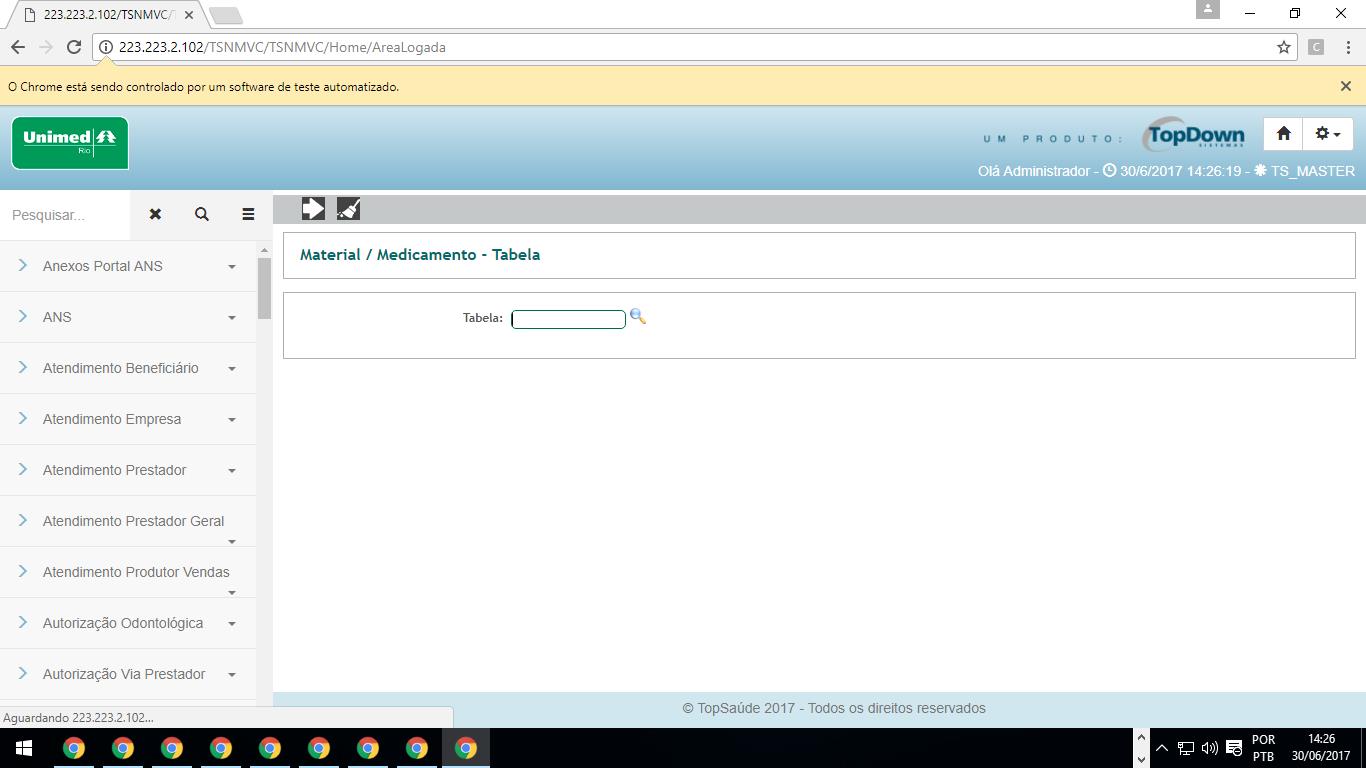 223.223.2.102/TSNMVC/T
223.223.2.102/TSNMVC/TSNMVC/Home/AreaLogada
C
O Chrome está sendo controlado por um software de teste automatizado.
Unimed
Rio
UM PRODUTO:
TopDown
SISTEMAS
Olá Administrador - 30/6/2017 14:26:19 - TS_MASTER
Pesquisar...
Material / Medicamento - Tabela
Tabela:
Anexos Portal ANS
ANS
Atendimento Beneficiário
Atendimento Empresa
Atendimento Prestador
Atendimento Prestador Geral
Atendimento Produtor Vendas
Autorização Odontológica
Autorização Via Prestador
© TopSaúde 2017 - Todos os direitos reservados
Aguardando 223.223.2.102...
POR
PTB
14:26
30/06/2017